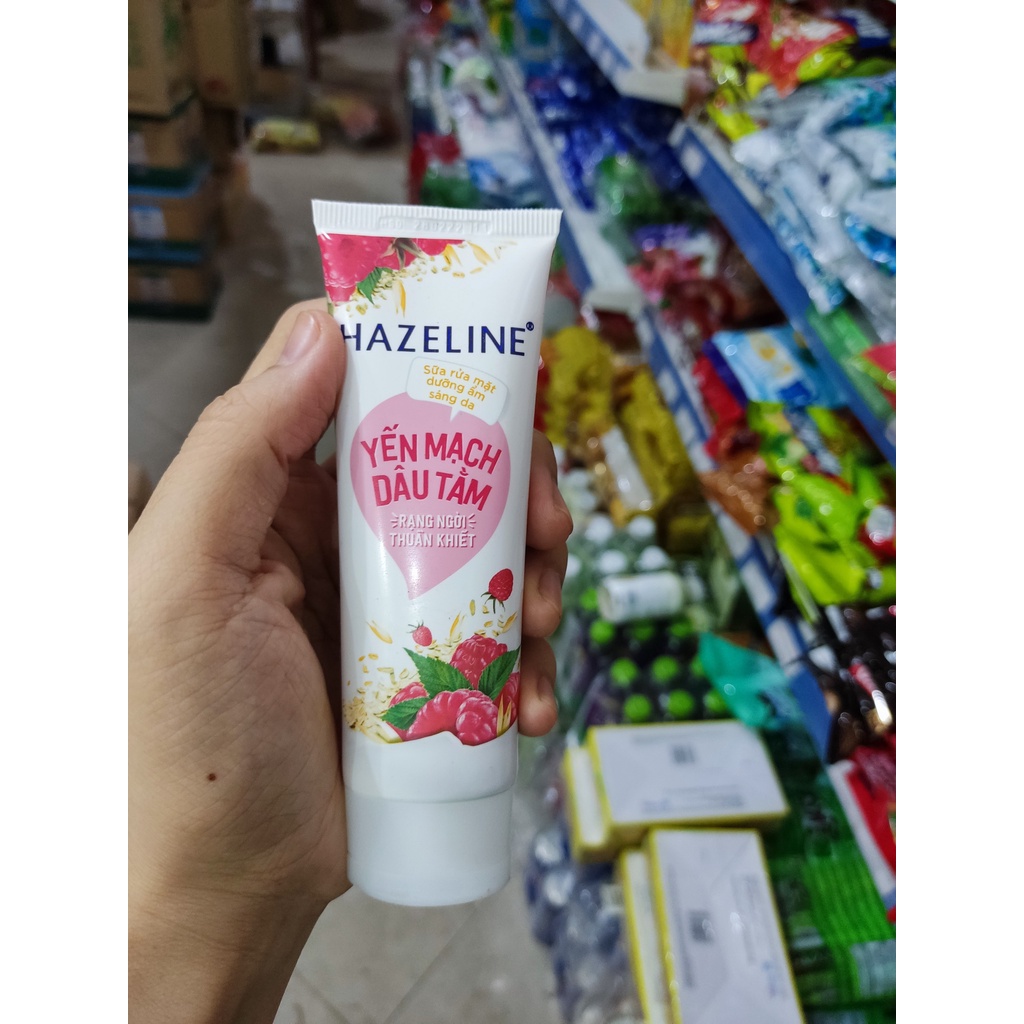 HAZELINE®
Sữa rửa mặt
dưỡng ẩm
sáng da
YẾN MẠCH
DÂU TẰM
RẠNG NGỜI
THUẦN KHIẾT